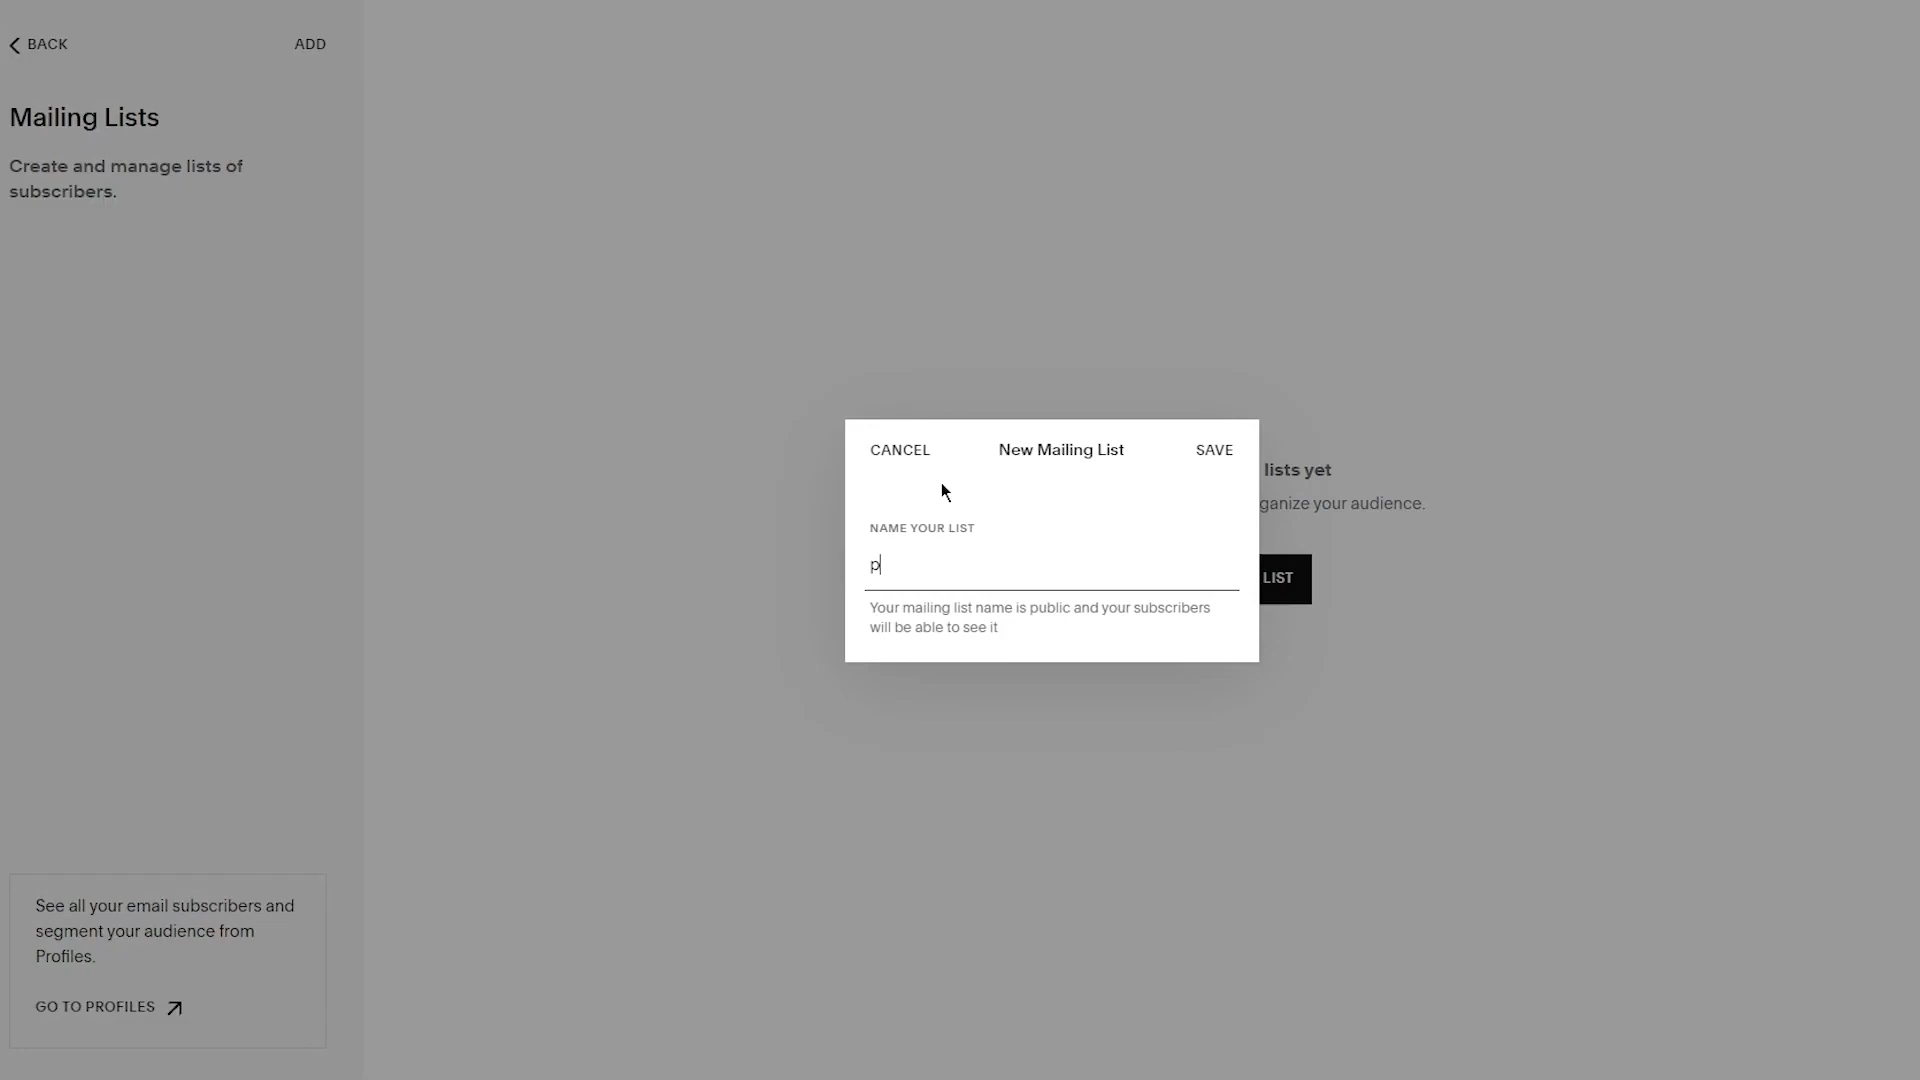 BACK
ADD
Mailing Lists
Create and manage lists of
subscribers.
CANCEL
New Mailing List
SAVE
NAME YOUR LIST
p
Your mailing list name is public and your subscribers
will be able to see it
lists yet
ganize your audience.
LIST
See all your email subscribers and
segment your audience from
Profiles.
GO TO PROFILES